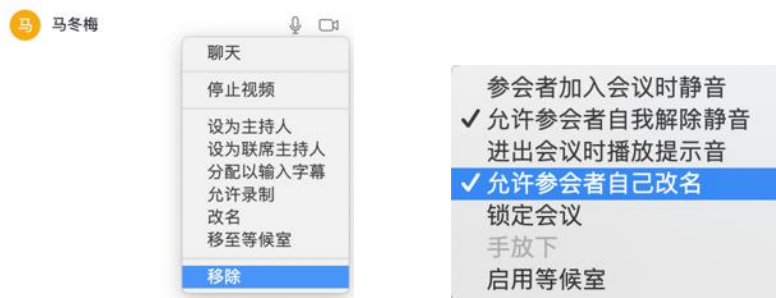 马 马冬梅
聊天
停止视频
设为主持人
设为联席主持人
分配以输入字幕
允许录制
改名
移至等候室
移除
参会者加入会议时静音
✓ 允许参会者自我解除静音
进出会议时播放提示音
✓ 允许参会者自己改名
锁定会议
手放下
启用等候室